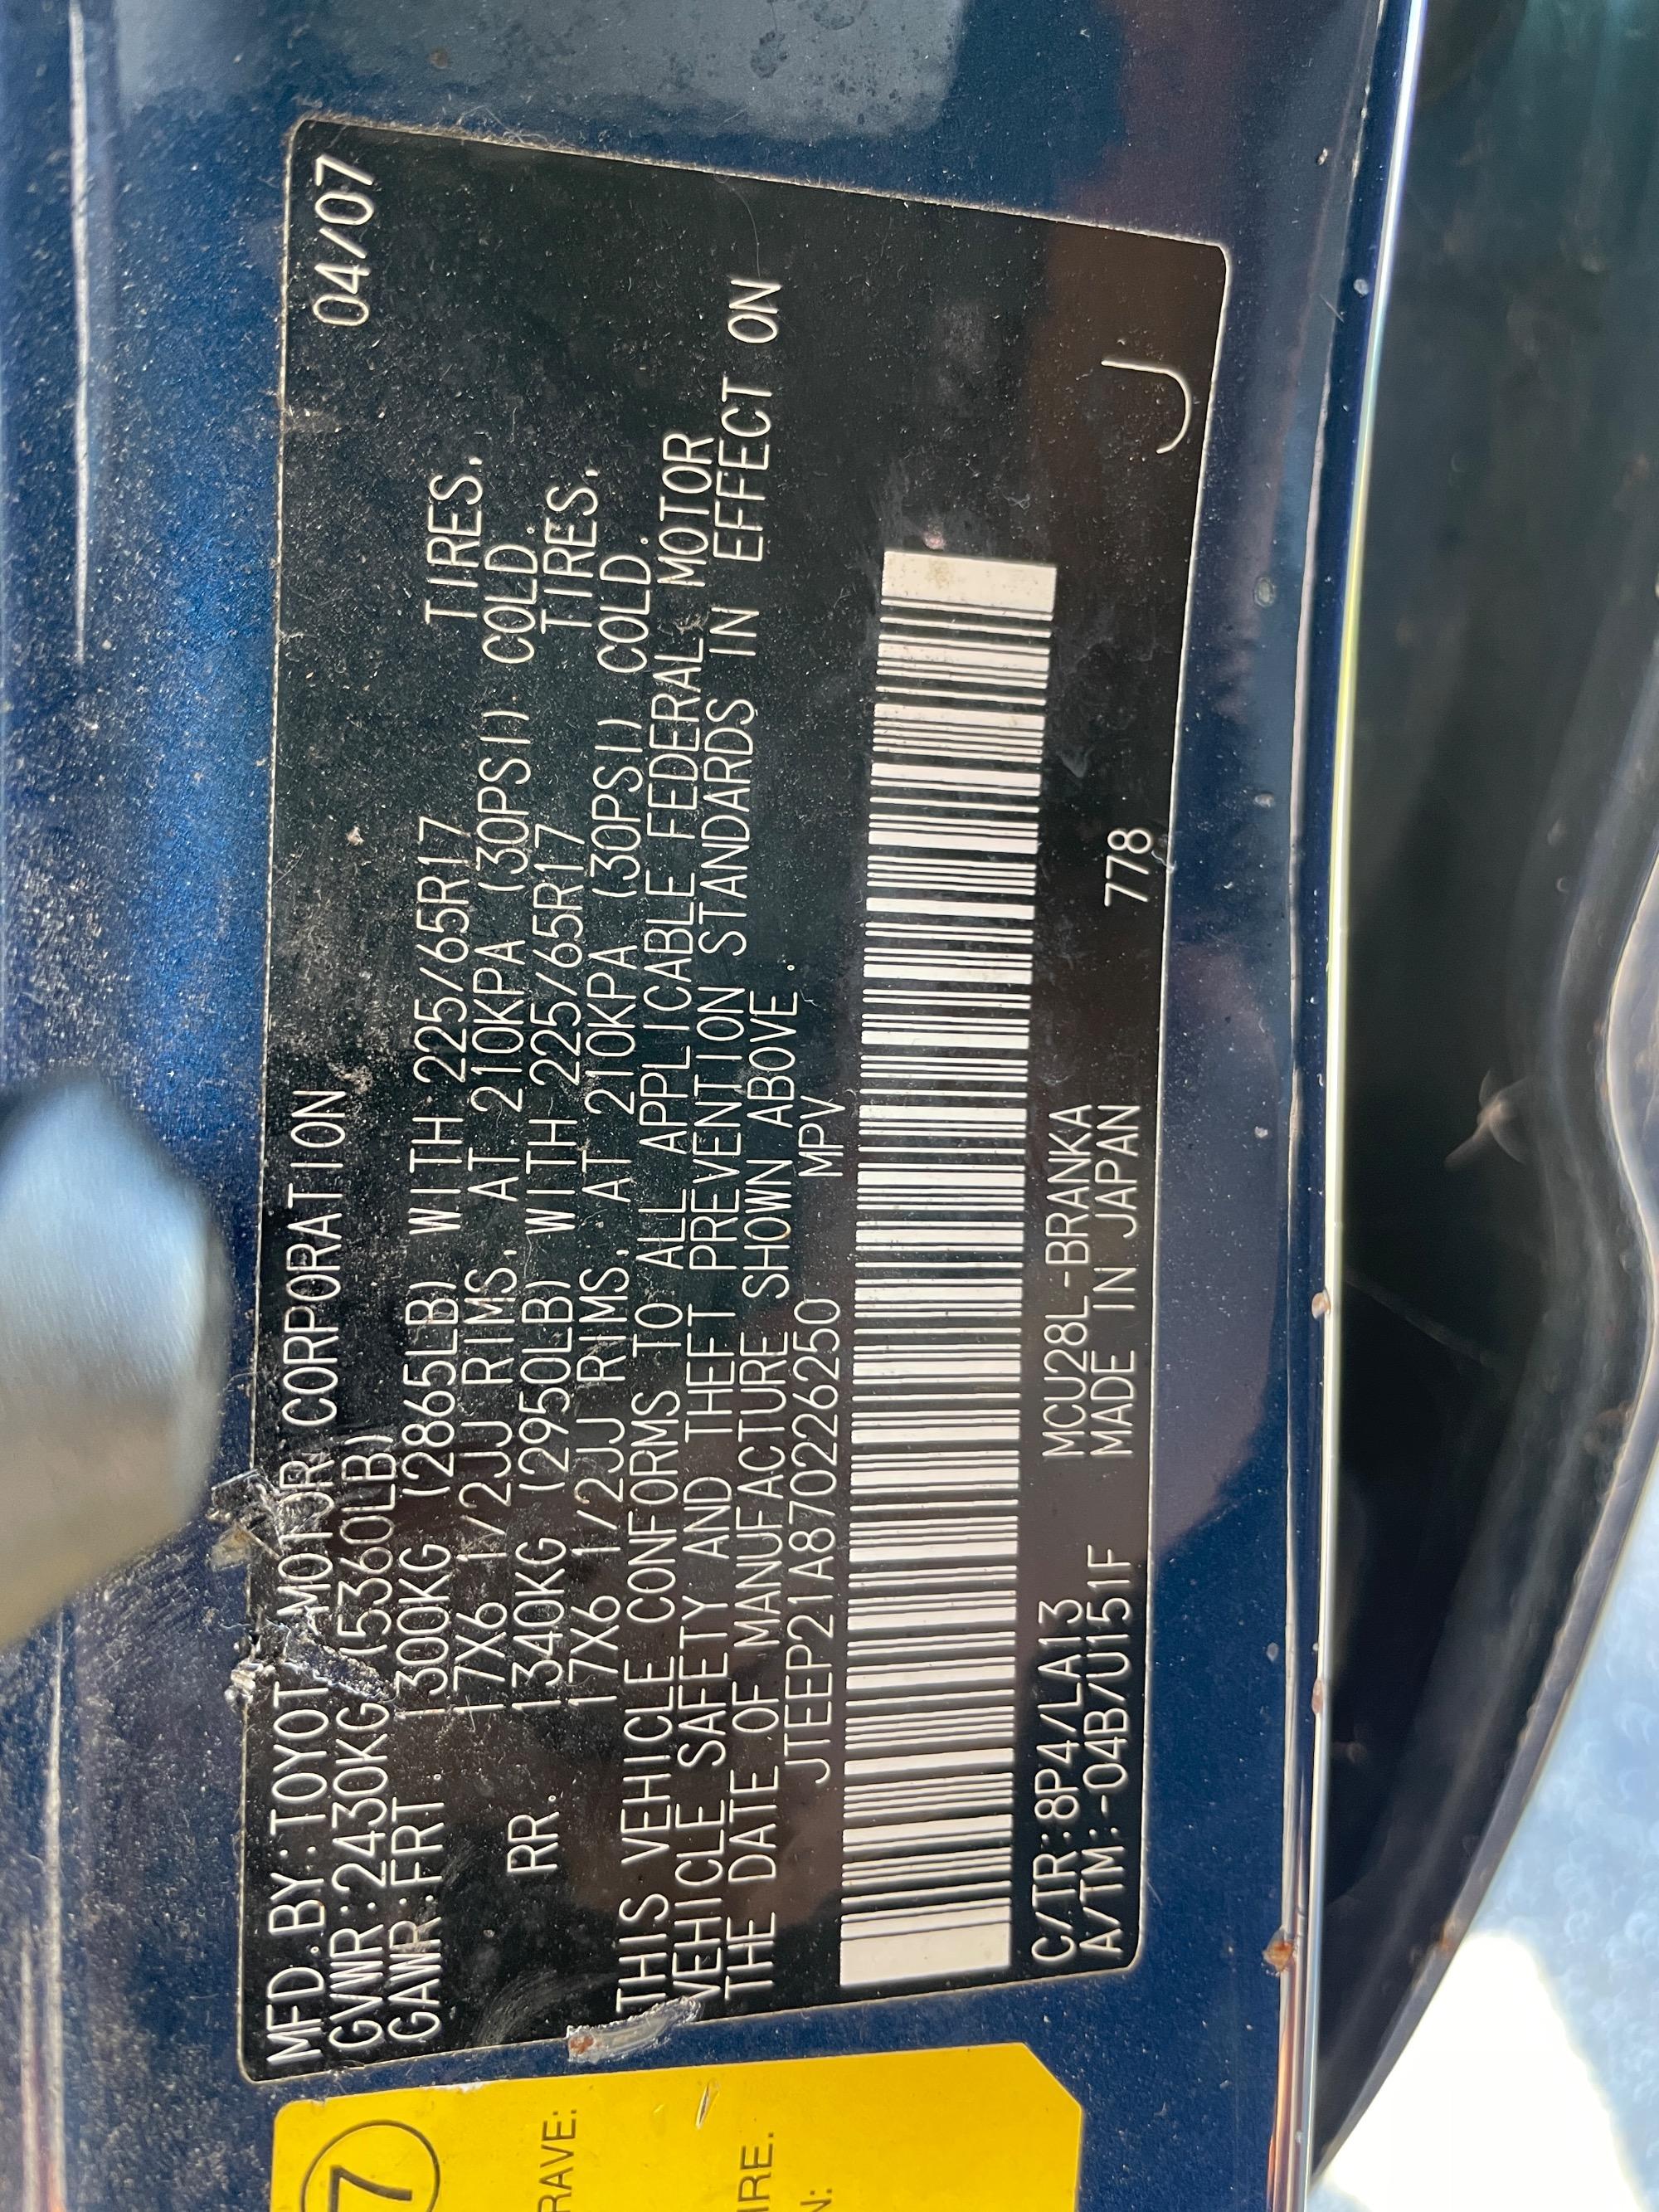 MFD.BY:TOYOTA MOTOR CORPORATION 04/07
GVWR:2430KG(5360LB)
GAWR:FRT. 1300KG (2865LB) WITH 225/65R17 TIRES,
17X6 1/2JJ RIMS, AT 210KPA (30PSI) COLD.
RR. 1340KG (2950LB) WITH 225/65R17 TIRES,
17X6 1/2JJ RIMS, AT 210KPA (30PSI) COLD.
THIS VEHICLE CONFORMS TO ALL APPLICABLE FEDERAL MOTOR
VEHICLE SAFETY AND THEFT PREVENTION STANDARDS IN EFFECT ON
THE DATE OF MANUFACTURE SHOWN ABOVE.
JTEEP21A870226250 MPV
C/TR:8P4/LA13 MCU28L-BRANKA 778
A/TM:-04B/U151F MADE IN JAPAN J
7
RAVE:
IRE.
N: